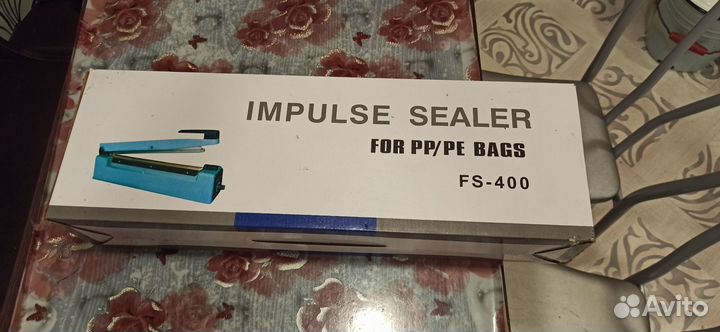 IMPULSE SEALER
FOR PP/PE BAGS
FS-400
Avito